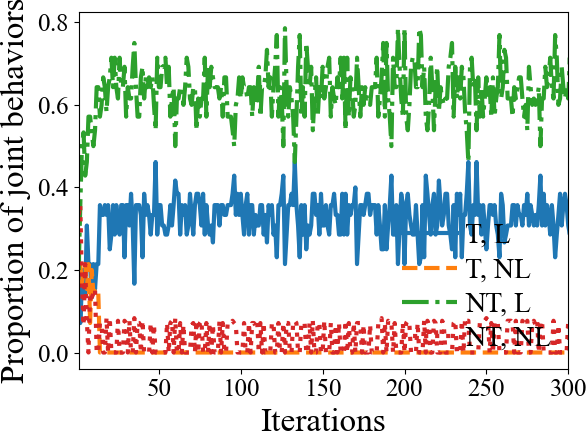 Proportion of joint behaviors
0.8
0.6
0.4
0.2
0.0
T, L
T, NL
NT, L
NT, NL
50
100
150
200
250
300
Iterations